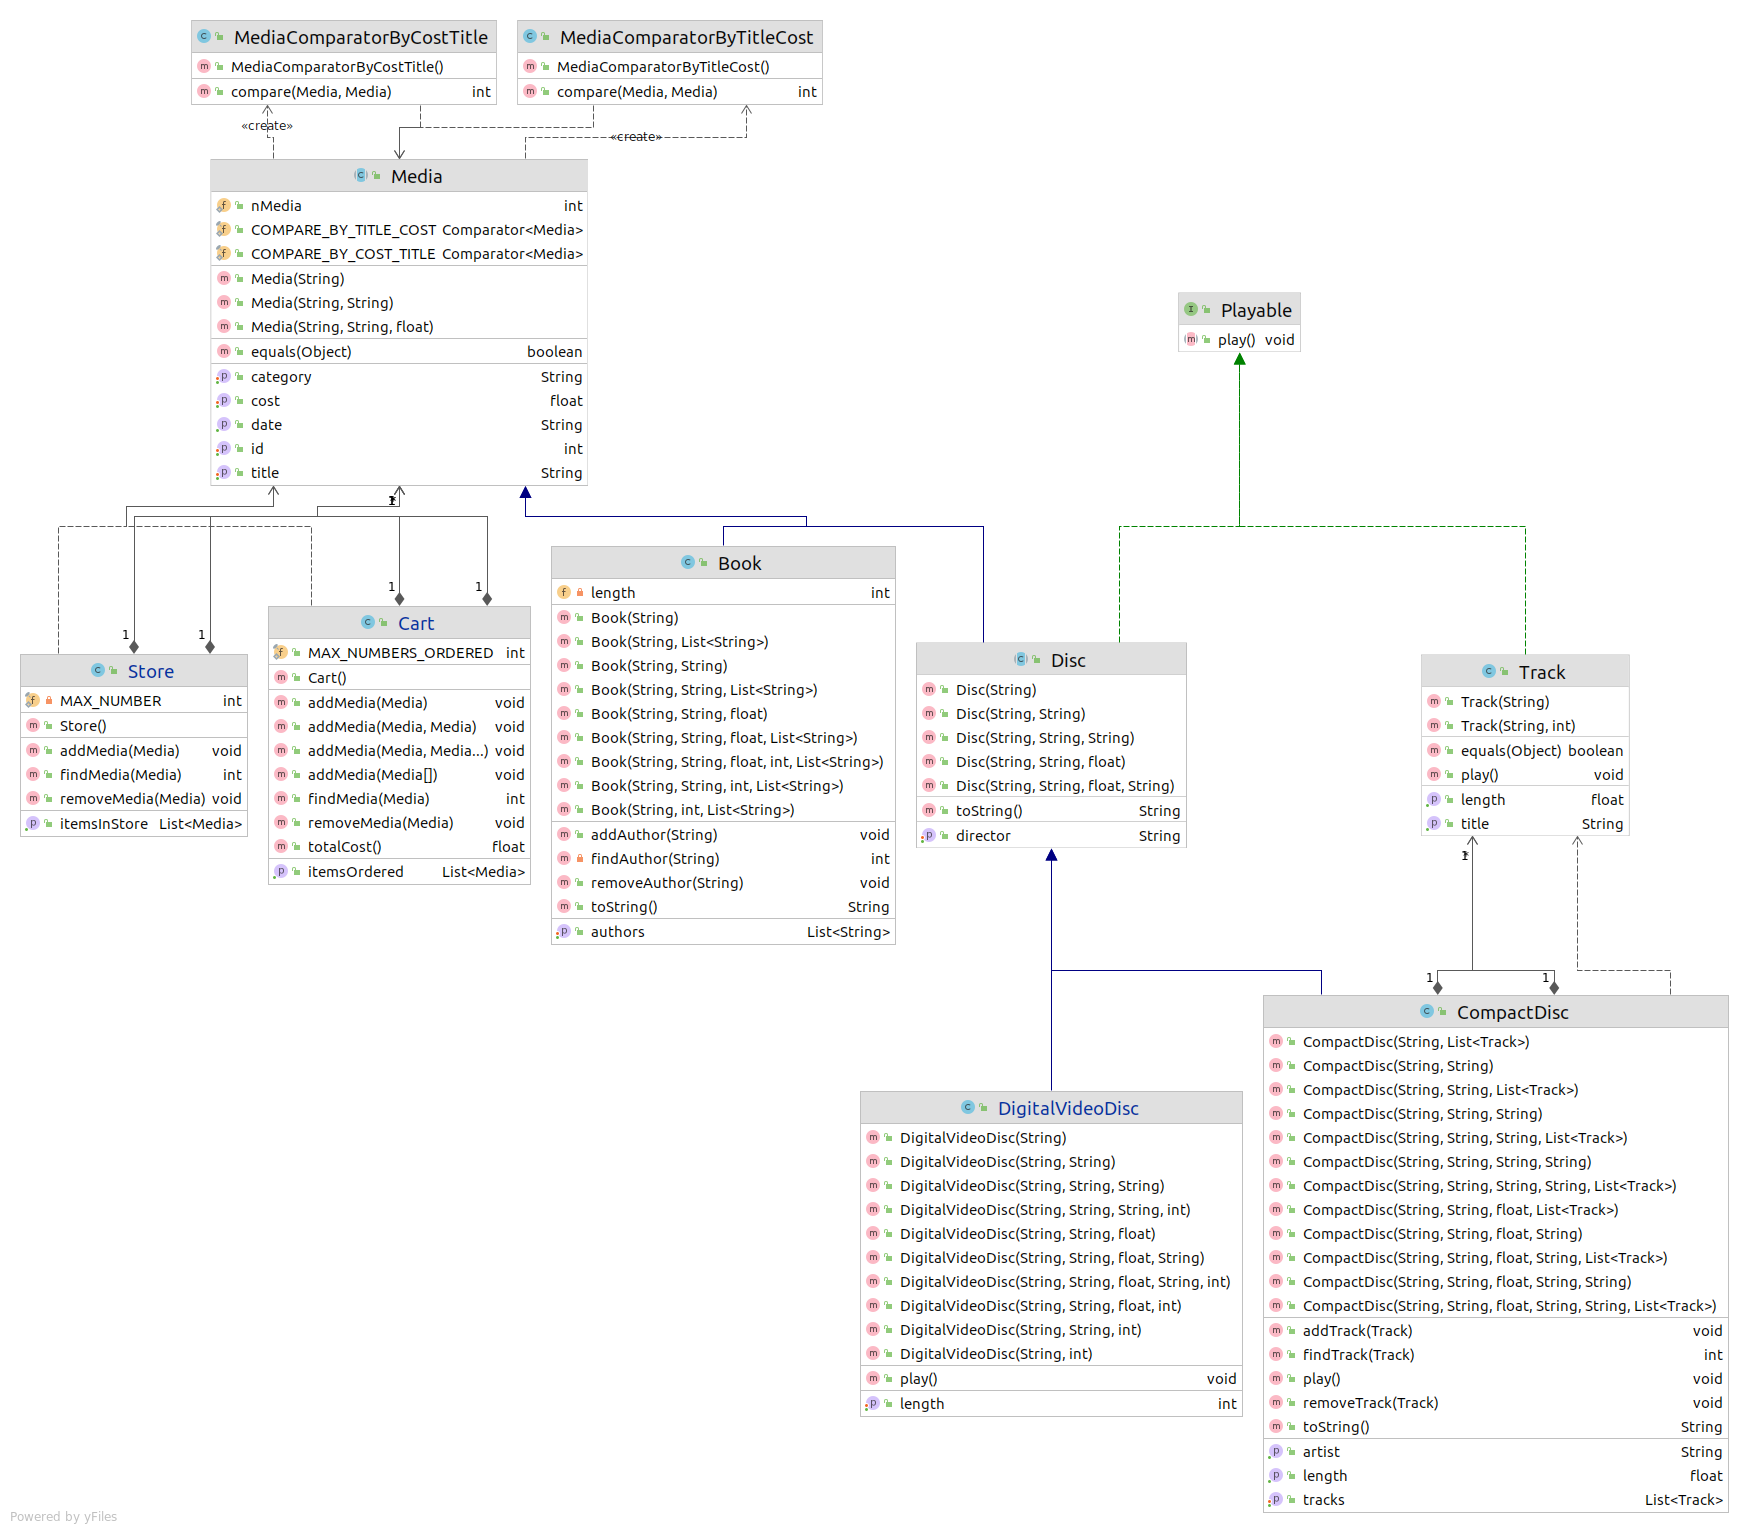 MediaComparatorByCostTitle
MediaComparatorByCostTitle()
compare(Media, Media) int
MediaComparatorByTitleCost
MediaComparatorByTitleCost()
compare(Media, Media) int
«create»
«create»
Media
nMedia int
COMPARE_BY_TITLE_COST Comparator<Media>
COMPARE_BY_COST_TITLE Comparator<Media>
Media(String)
Media(String, String)
Media(String, String, float)
equals(Object) boolean
category String
cost float
date String
id int
title String
Playable
play() void
1
1
1
1
Store
MAX_NUMBER int
Store()
addMedia(Media) void
findMedia(Media) int
removeMedia(Media) void
itemsInStore List<Media>
Cart
MAX_NUMBERS_ORDERED int
Cart()
addMedia(Media) void
addMedia(Media, Media) void
addMedia(Media, Media...) void
addMedia(Media[]) void
findMedia(Media) int
removeMedia(Media) void
totalCost() float
itemsOrdered List<Media>
Book
length int
Book(String)
Book(String, List<String>)
Book(String, String)
Book(String, String, List<String>)
Book(String, String, float)
Book(String, String, float, List<String>)
Book(String, String, float, int, List<String>)
Book(String, String, int, List<String>)
Book(String, int, List<String>)
addAuthor(String) void
findAuthor(String) int
removeAuthor(String) void
toString() String
authors List<String>
Disc
Disc(String)
Disc(String, String)
Disc(String, String, String)
Disc(String, String, float)
Disc(String, String, float, String)
toString() String
director String
Track
Track(String)
Track(String, int)
equals(Object) boolean
play() void
length float
title String
1
1
DigitalVideoDisc
DigitalVideoDisc(String)
DigitalVideoDisc(String, String)
DigitalVideoDisc(String, String, String)
DigitalVideoDisc(String, String, String, int)
DigitalVideoDisc(String, String, float)
DigitalVideoDisc(String, String, float, String)
DigitalVideoDisc(String, String, float, String, int)
DigitalVideoDisc(String, String, float, int)
DigitalVideoDisc(String, String, int)
DigitalVideoDisc(String, int)
play() void
length int
CompactDisc
CompactDisc(String, List<Track>)
CompactDisc(String, String)
CompactDisc(String, String, List<Track>)
CompactDisc(String, String, String)
CompactDisc(String, String, String, List<Track>)
CompactDisc(String, String, String, String)
CompactDisc(String, String, String, String, List<Track>)
CompactDisc(String, String, float, List<Track>)
CompactDisc(String, String, float, String)
CompactDisc(String, String, float, String, List<Track>)
CompactDisc(String, String, float, String, String)
CompactDisc(String, String, float, String, String, List<Track>)
addTrack(Track) void
findTrack(Track) int
play() void
removeTrack(Track) void
toString() String
artist String
length float
tracks List<Track>
Powered by yFiles